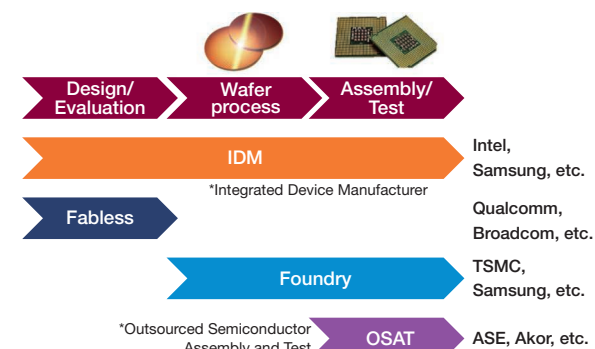 Design/
Evaluation
Wafer
process
Assembly/
Test
IDM
Intel,
Samsung, etc.
*Integrated Device Manufacturer
Fabless
Qualcomm,
Broadcom, etc.
Foundry
TSMC,
Samsung, etc.
*Outsourced Semiconductor
Assembly and Test
OSAT
ASE, Akor, etc.